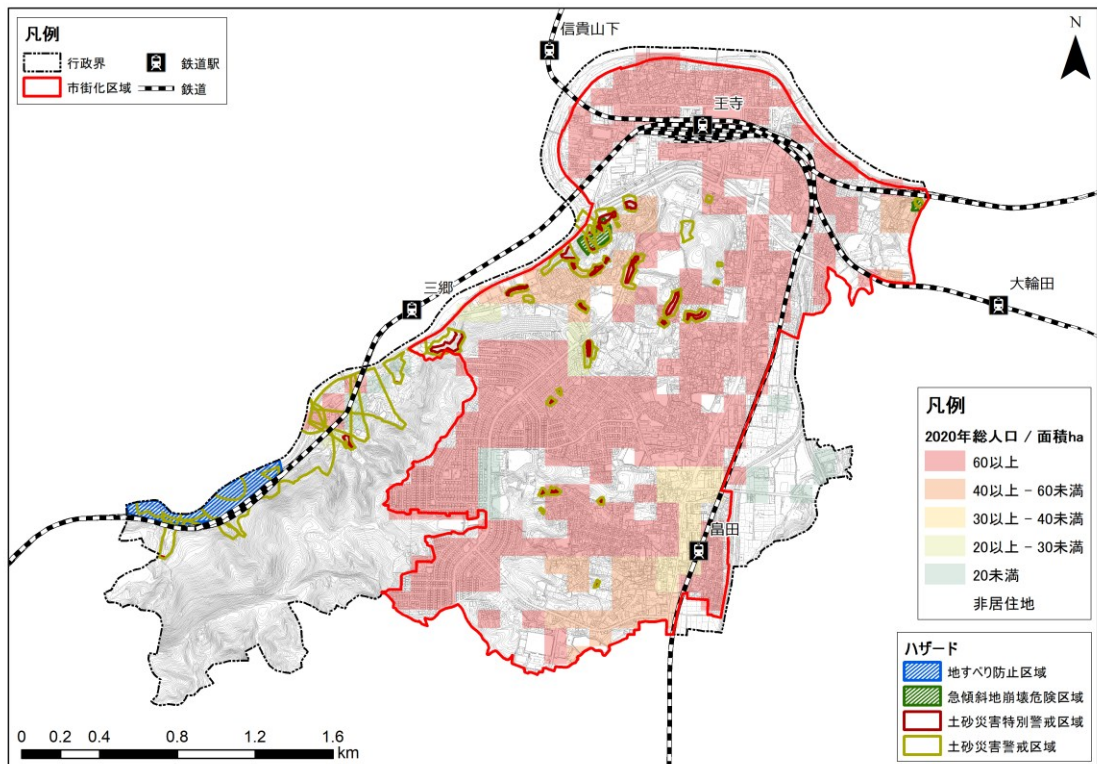 凡例
行政界
鉄道駅
市街化区域
鉄道
信貴山下
N
王寺
三郷
大輪田
畠田
凡例
2020年総人口 / 面積ha
60以上
40以上 − 60未満
30以上 − 40未満
20以上 − 30未満
20未満
非居住地
ハザード
地すべり防止区域
急傾斜地崩壊危険区域
土砂災害特別警戒区域
土砂災害警戒区域
0 0.2 0.4 0.8 1.2 1.6
km